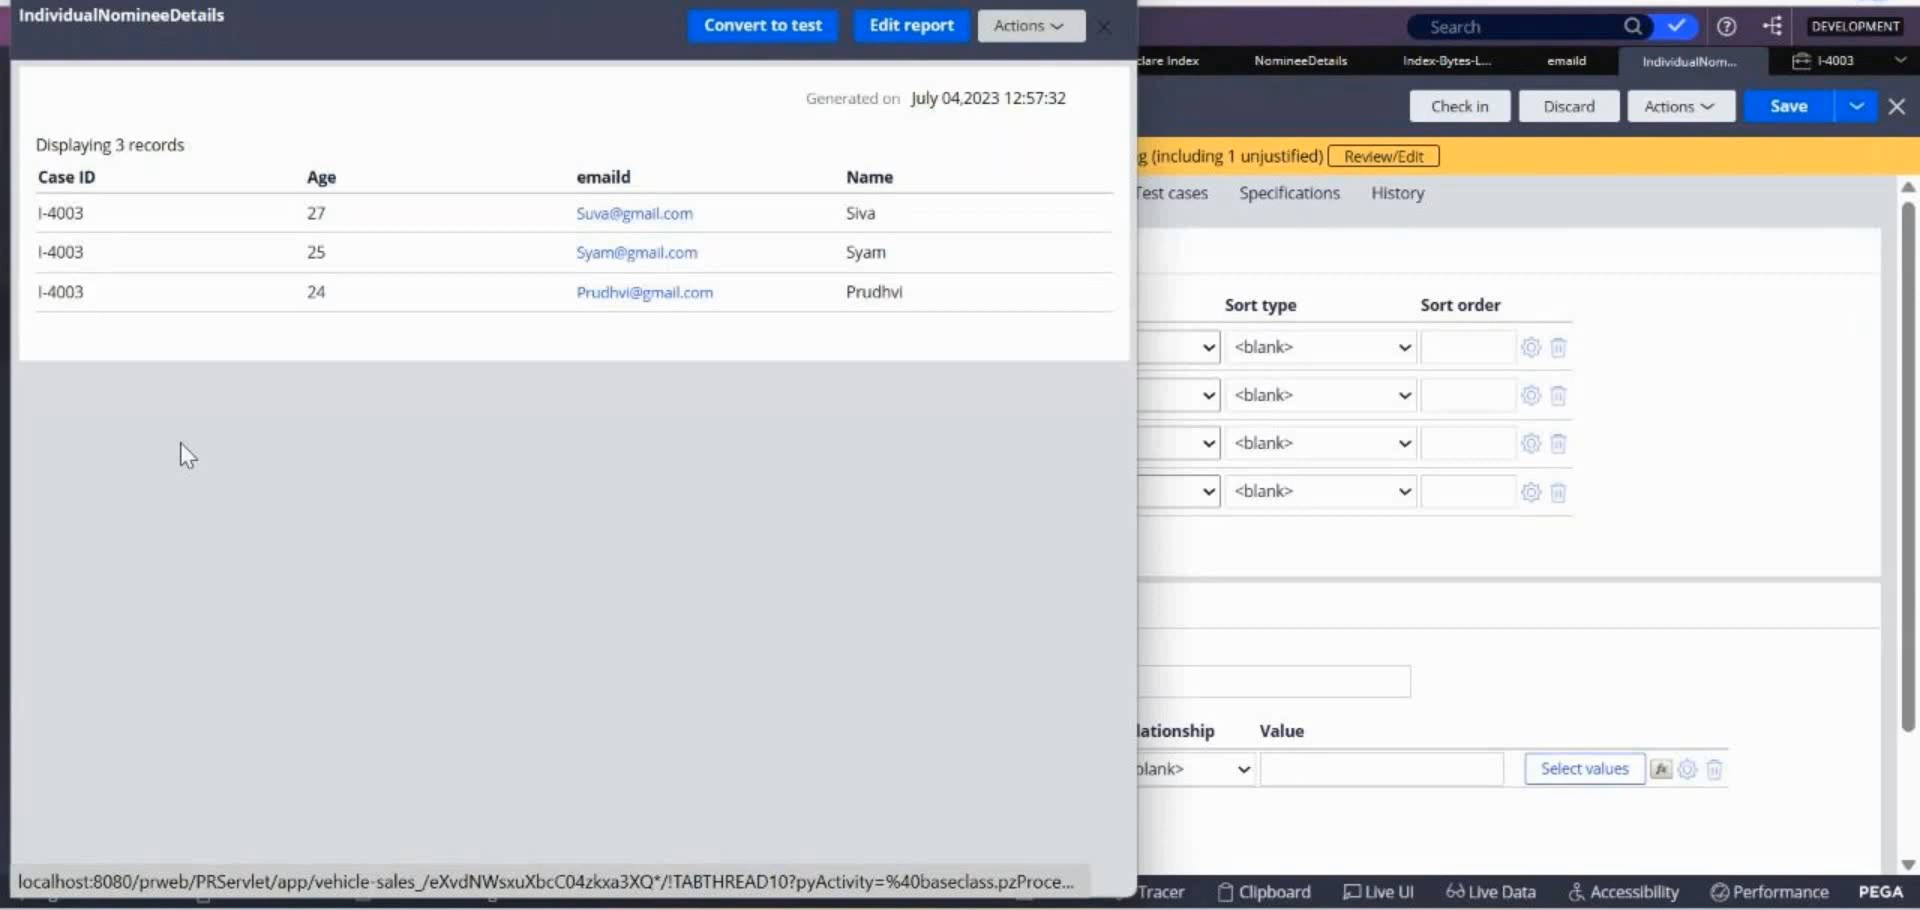 IndividualNomineeDetails
Convert to test
Edit report
Actions
Search
DEVELOPMENT
clare Index
NomineeDetails
Index-Bytes-L...
emaild
IndividualNom...
I-4003
Generated on July 04,2023 12:57:32
Check in
Discard
Actions
Save
Displaying 3 records
g (including 1 unjustified)
Review/Edit
Case ID Age emaild Name
Test cases
Specifications
History
I-4003 27 Suva@gmail.com Siva
I-4003 25 Syam@gmail.com Syam
I-4003 24 Prudhvi@gmail.com Prudhvi
Sort type Sort order
<blank>
<blank>
<blank>
<blank>
lationship Value
blank>
Select values
fx
localhost:8080/prweb/PRServlet/app/vehicle-sales_/eXvdNWsxuXbcC04zkxa3XQ*/!TABTHREAD10?pyActivity=%40baseclass.pzProce...
Tracer
Clipboard
Live UI
Live Data
Accessibility
Performance
PEGA